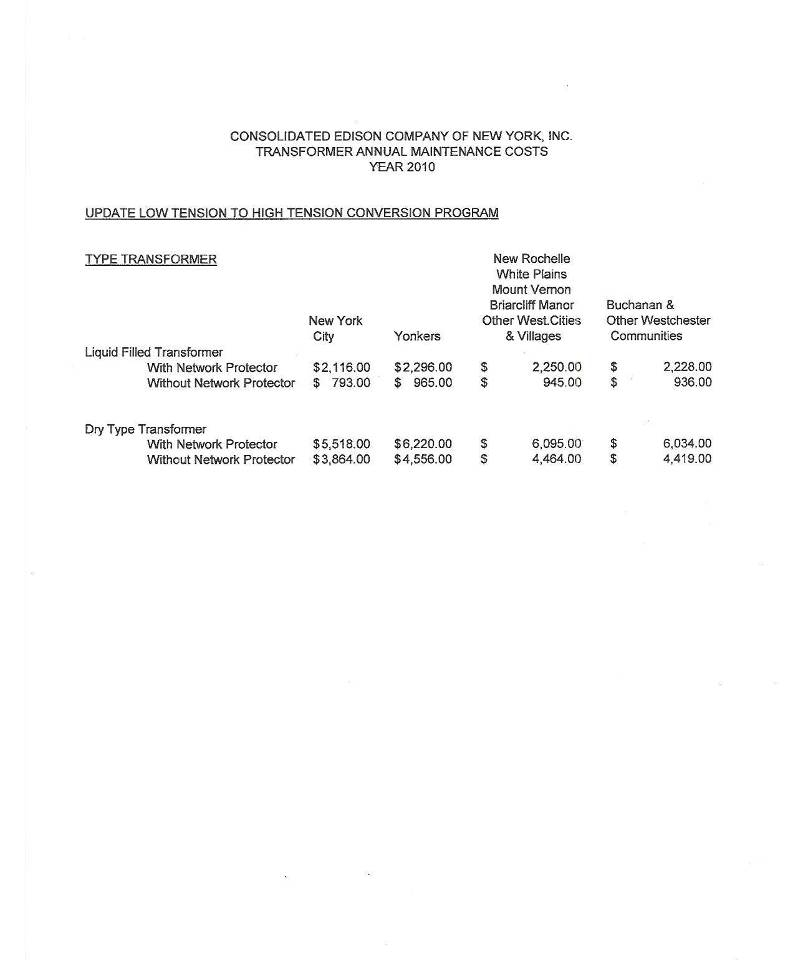 CONSOLIDATED EDISON COMPANY OF NEW YORK, INC.
TRANSFORMER ANNUAL MAINTENANCE COSTS
YEAR 2010
UPDATE LOW TENSION TO HIGH TENSION CONVERSION PROGRAM
TYPE TRANSFORMER New Rochelle
White Plains
Mount Vernon
Briarcliff Manor Buchanan &
New York Other West.Cities Other Westchester
City Yonkers & Villages Communities
Liquid Filled Transformer
With Network Protector $2,116.00 $2,296.00 $ 2,250.00 $ 2,228.00
Without Network Protector $ 793.00 $ 965.00 $ 945.00 $ 936.00
Dry Type Transformer
With Network Protector $5,518.00 $6,220.00 $ 6,095.00 $ 6,034.00
Without Network Protector $3,864.00 $4,556.00 $ 4,464.00 $ 4,419.00